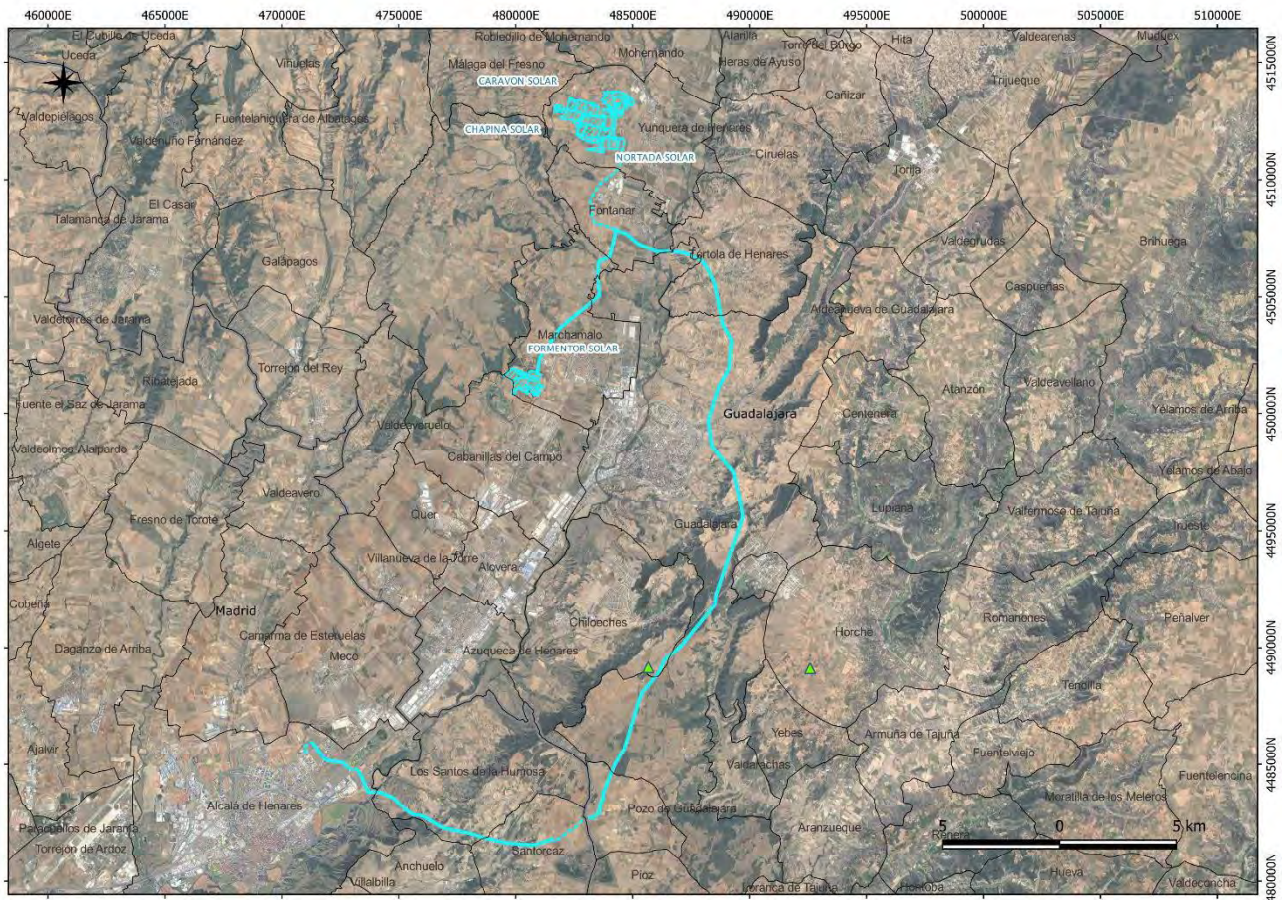 460000E 465000E 470000E 475000E 480000E 485000E 490000E 495000E 500000E 505000E 510000E
El Cubillo de Uceda
Robledillo de Mohernando
Alarilla
Hita
Valdearenas
Muduex
Uceda
Viñuelas
Málaga del Fresno
Mohernando
Heras de Ayuso
Torre del Burgo
Trijueque
4515000N
CARAVON SOLAR
Cañizar
Valdepiélagos
Fuentelahiguera de Albatages
Valdenuño Fernández
CHAPINA SOLAR
Yunquera de Henares
NORTADA SOLAR
Ciruelas
Torija
4510000N
El Casar
Talamanca de Jarama
Fontanar
Valdegrudas
Brihuega
Galápagos
Tórtola de Henares
Caspueñas
4505000N
Valdetorres de Jarama
Aldeanueva de Guadalajara
Marchamalo
FORMENTOR SOLAR
Torrejón del Rey
Ribatejada
Atanzón
Valdeavellano
Fuente el Saz de Jarama
Yélamos de Arriba
Guadalajara
Centenera
4500000N
Valdeaveruelo
Valdeolmos-Alalpardo
Cabanillas del Campo
Yélamos de Abajo
Valdeavero
Quer
Lupiana
Valfermoso de Tajuña
Fresno de Torote
Guadalajara
Irueste
4495000N
Algete
Villanueva de la Torre
Alovera
Cobeña
Madrid
Camarma de Esteruelas
Chiloeches
Horche
Romanones
Peñalver
Daganzo de Arriba
Meco
Azuqueca de Henares
4490000N
Tendilla
Yebes
Armuña de Tajuña
Ajalvir
Los Santos de la Humosa
Valdarachas
Fuentelviejo
4485000N
Fuentelencina
Alcalá de Henares
Pozo de Guadalajara
Moratilla de los Meleros
Paracuellos de Jarama
Aranzueque
5 0 5 km
Renera
Torrejón de Ardoz
Santorcaz
Anchuelo
Pioz
Hueva
Villalbilla
Loranca de Tajuña
Hontoba
Valdeconcha
4480000N